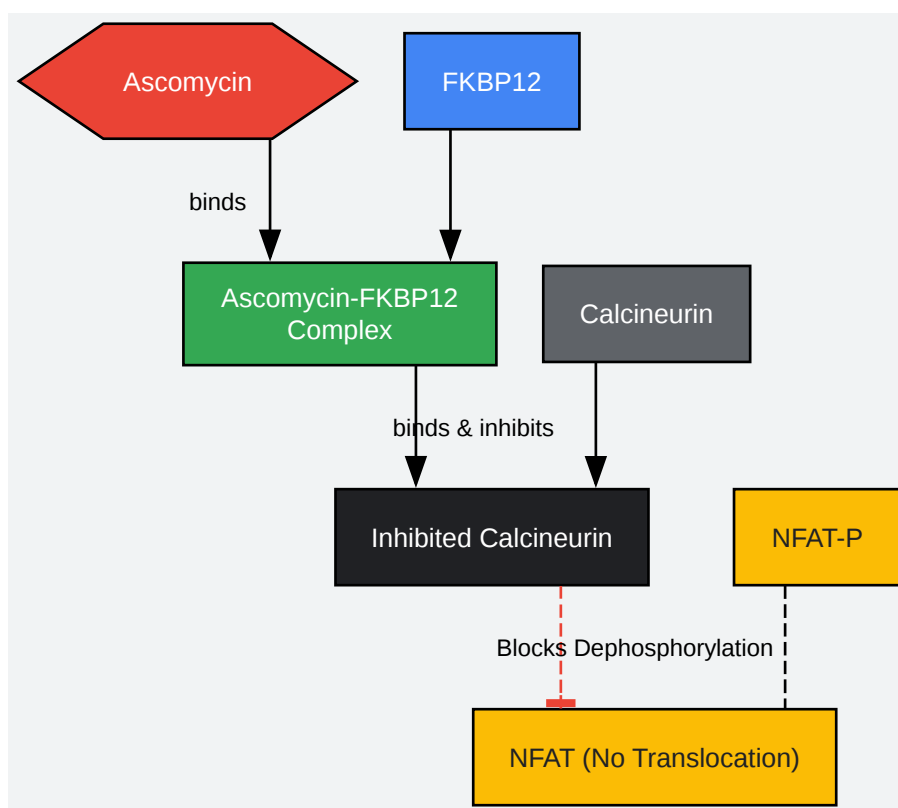 Ascomycin
FKBP12
binds
Ascomycin-FKBP12
Complex
Calcineurin
binds & inhibits
Inhibited Calcineurin
NFAT-P
Blocks Dephosphorylation
NFAT (No Translocation)